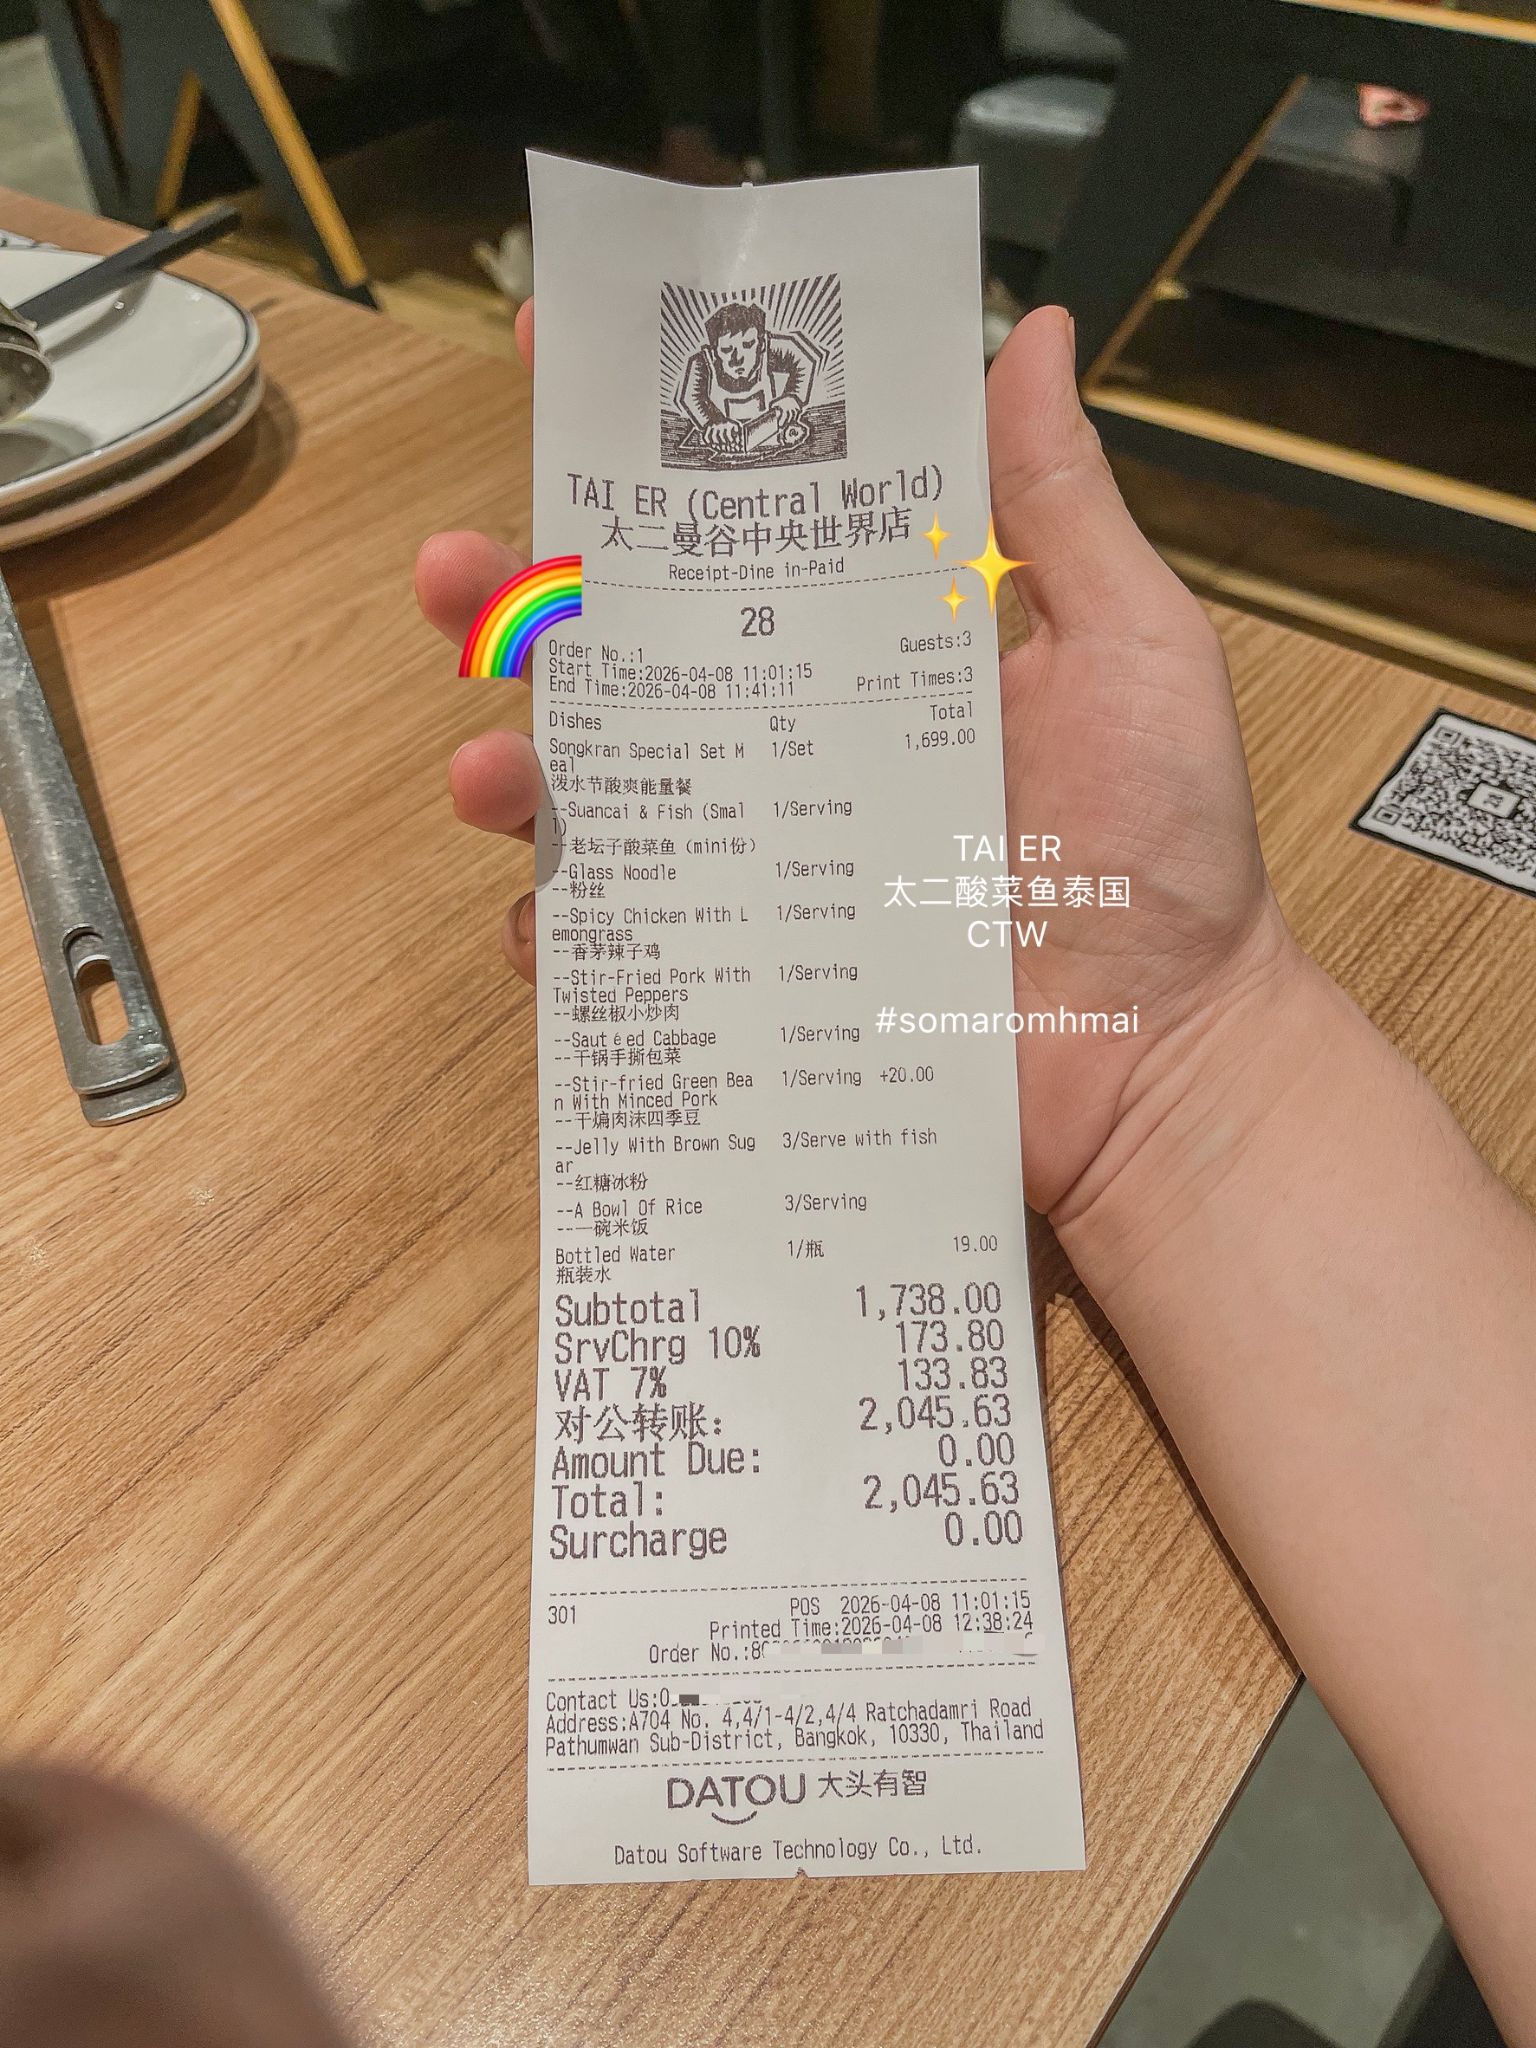 TAI ER (Central World)
太二曼谷中央世界店
Receipt-Dine in-Paid
28
Order No.:1
Guests:3
Start Time:2026-04-08 11:01:15
End Time:2026-04-08 11:41:11
Print Times:3
Dishes Qty Total
Songkran Special Set M 1/Set 1,699.00
eal
泼水节酸爽能量餐
--Suancai & Fish (Smal 1/Serving
l)
--老坛子酸菜鱼（mini份）
--Glass Noodle 1/Serving
--粉丝
--Spicy Chicken With L 1/Serving
emongrass
--香茅辣子鸡
--Stir-Fried Pork With 1/Serving
Twisted Peppers
--螺丝椒小炒肉
--Sautéed Cabbage 1/Serving
--干锅手撕包菜
--Stir-fried Green Bea 1/Serving +20.00
n With Minced Pork
--干煸肉沫四季豆
--Jelly With Brown Sug 3/Serve with fish
ar
--红糖冰粉
--A Bowl Of Rice 3/Serving
--一碗米饭
Bottled Water 1/瓶 19.00
瓶装水
Subtotal 1,738.00
SrvChrg 10% 173.80
VAT 7% 133.83
对公转账: 2,045.63
Amount Due: 0.00
Total: 2,045.63
Surcharge 0.00
301 POS 2026-04-08 11:01:15
Printed Time:2026-04-08 12:38:24
Order No.:8
Contact Us:0
Address:A704 No. 4,4/1-4/2,4/4 Ratchadamri Road
Pathumwan Sub-District, Bangkok, 10330, Thailand
DATOU 大头有智
Datou Software Technology Co., Ltd.
TAI ER
太二酸菜鱼泰国
CTW
#somaromhmai